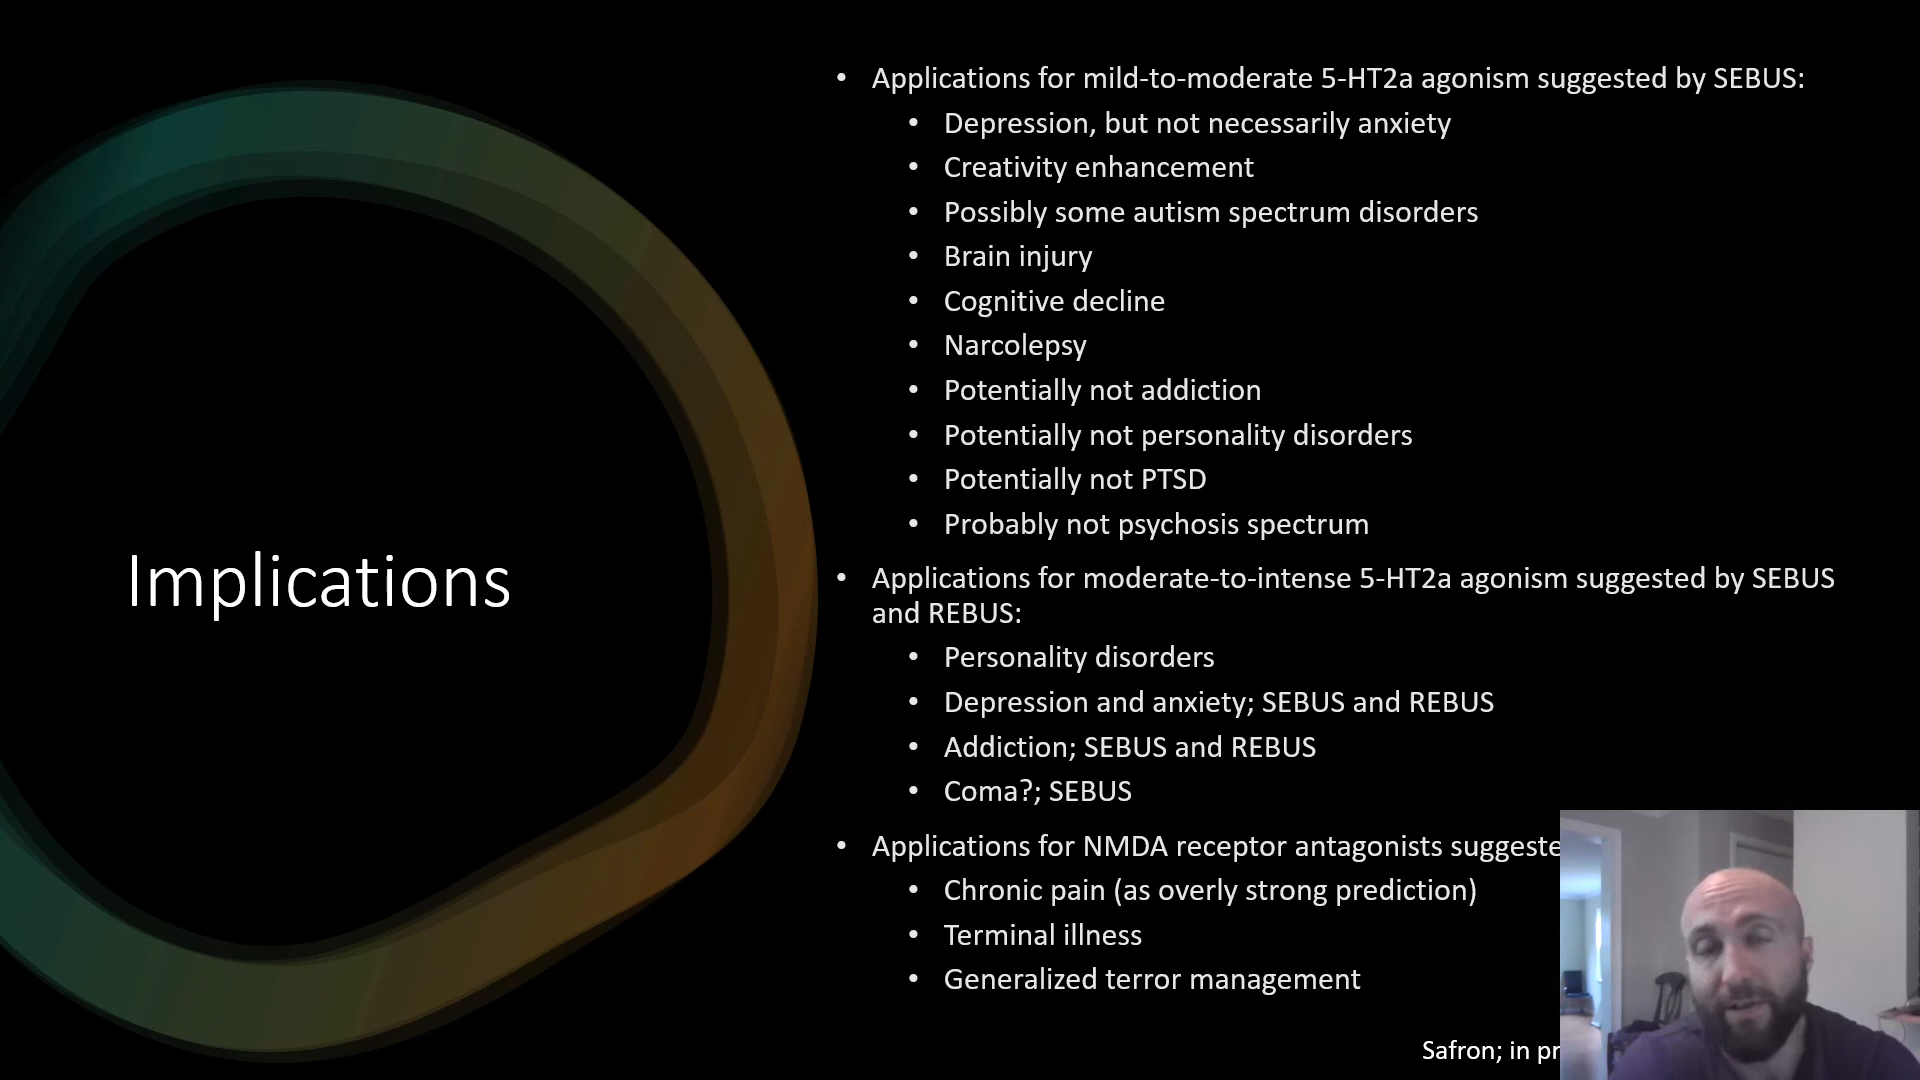 Implications
• Applications for mild-to-moderate 5-HT2a agonism suggested by SEBUS:
• Depression, but not necessarily anxiety
• Creativity enhancement
• Possibly some autism spectrum disorders
• Brain injury
• Cognitive decline
• Narcolepsy
• Potentially not addiction
• Potentially not personality disorders
• Potentially not PTSD
• Probably not psychosis spectrum
• Applications for moderate-to-intense 5-HT2a agonism suggested by SEBUS
and REBUS:
• Personality disorders
• Depression and anxiety; SEBUS and REBUS
• Addiction; SEBUS and REBUS
• Coma?; SEBUS
• Applications for NMDA receptor antagonists
• Chronic pain (as overly strong prediction)
• Terminal illness
• Generalized terror management
Safron; in